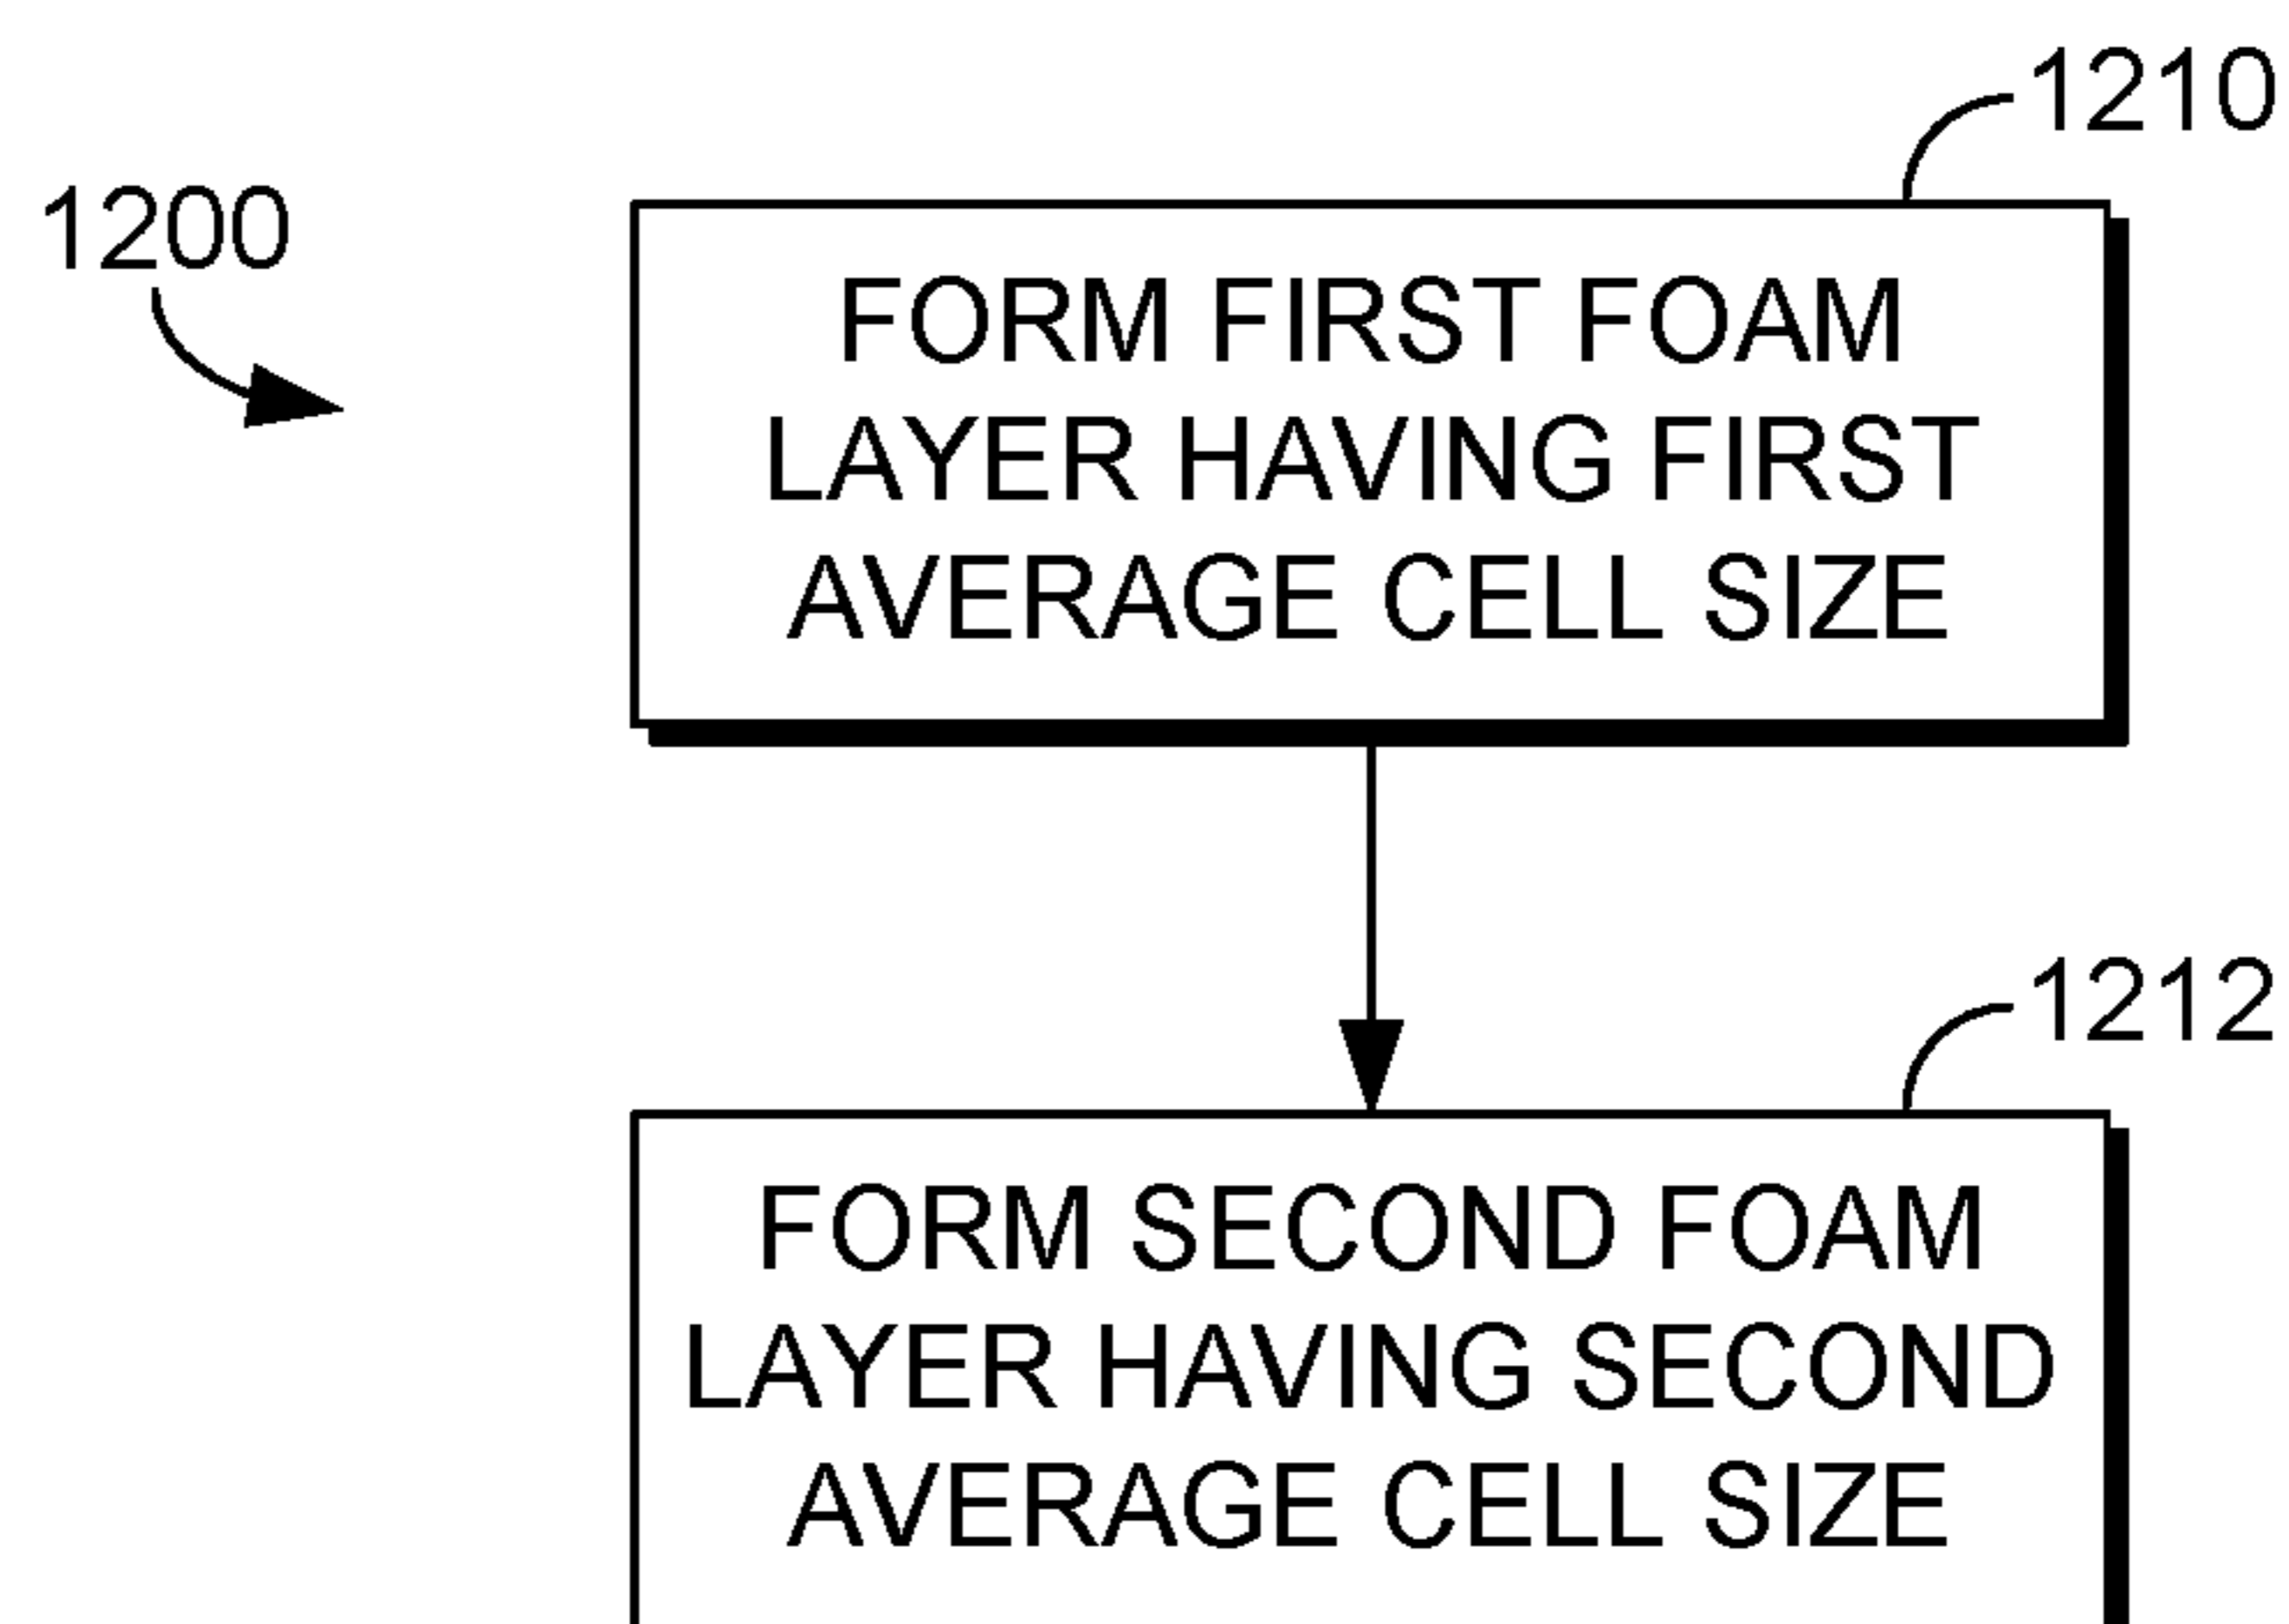 1210
1200
FORM FIRST FOAM
LAYER HAVING FIRST
AVERAGE CELL SIZE
1212
FORM SECOND FOAM
LAYER HAVING SECOND
AVERAGE CELL SIZE